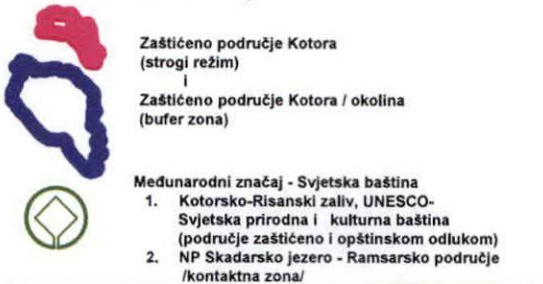 Zaštićeno područje Kotora
(strogi režim)
i
Zaštićeno područje Kotora / okolina
(bufer zona)
Međunarodni značaj - Svjetska baština
1. Kotorsko-Risanski zaliv, UNESCO-
Svjetska prirodna i kulturna baština
(područje zaštićeno i opštinskom odlukom)
2. NP Skadarsko jezero - Ramsarsko područje
/kontaktna zona/